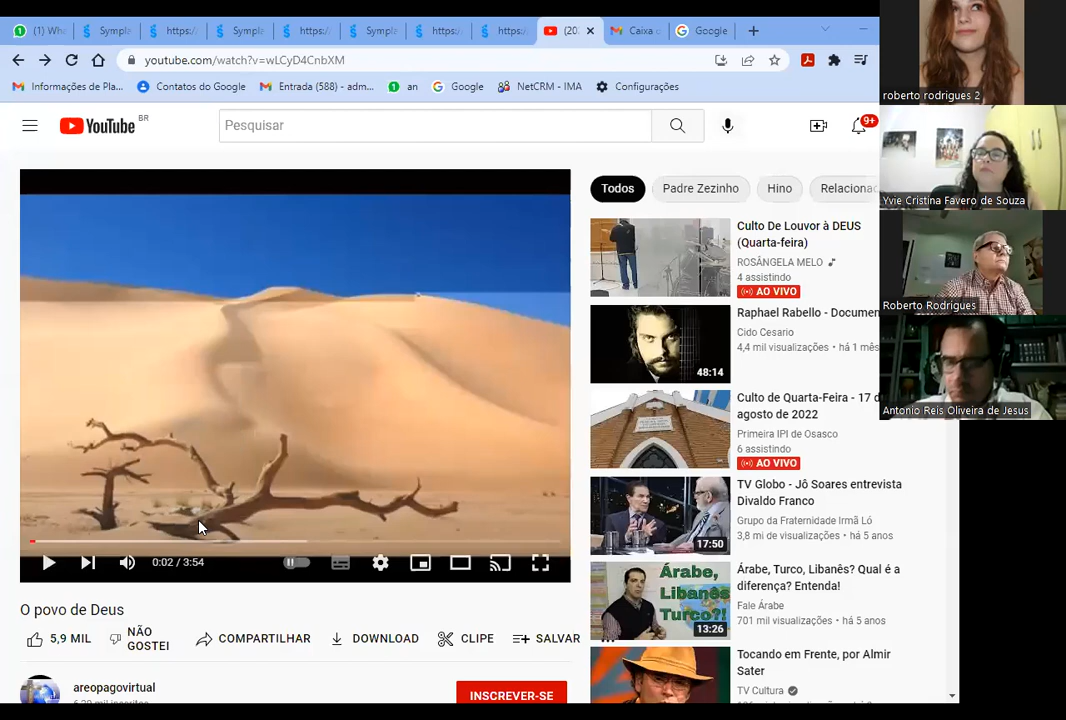 (1) Wh
Sympla
https:/
Sympla
https:/
Sympla
https:/
https:
(20:
Caixa o
Google
youtube.com/watch?v=wLCyD4CnbXM
Informações de Pla...
Contatos do Google
Entrada (588) - adm...
an
Google
NetCRM - IMA
Configurações
YouTube BR
Pesquisar
9+
Todos
Padre Zezinho
Hino
Relaciona
Culto De Louvor à DEUS
(Quarta-feira)
ROSÂNGELA MELO
4 assistindo
AO VIVO
Raphael Rabello - Documen
Cido Cesario
4,4 mil visualizações • há 1 mês
48:14
Culto de Quarta-Feira - 17 d
agosto de 2022
Primeira IPI de Osasco
6 assistindo
AO VIVO
TV Globo - Jô Soares entrevista
Divaldo Franco
Grupo da Fraternidade Irmã Ló
3,8 mi de visualizações • há 5 anos
17:50
Árabe,
Libanês
Turco?!
13:26
Árabe, Turco, Libanês? Qual é a
diferença? Entenda!
Fale Árabe
701 mil visualizações • há 5 anos
Tocando em Frente, por Almir
Sater
TV Cultura
0:02 / 3:54
O povo de Deus
5,9 MIL
NÃO
GOSTEI
COMPARTILHAR
DOWNLOAD
CLIPE
SALVAR
areopagovirtual
INSCREVER-SE
roberto rodrigues 2
Yvie Cristina Favero de Souza
Roberto Rodrigues
Antonio Reis Oliveira de Jesus